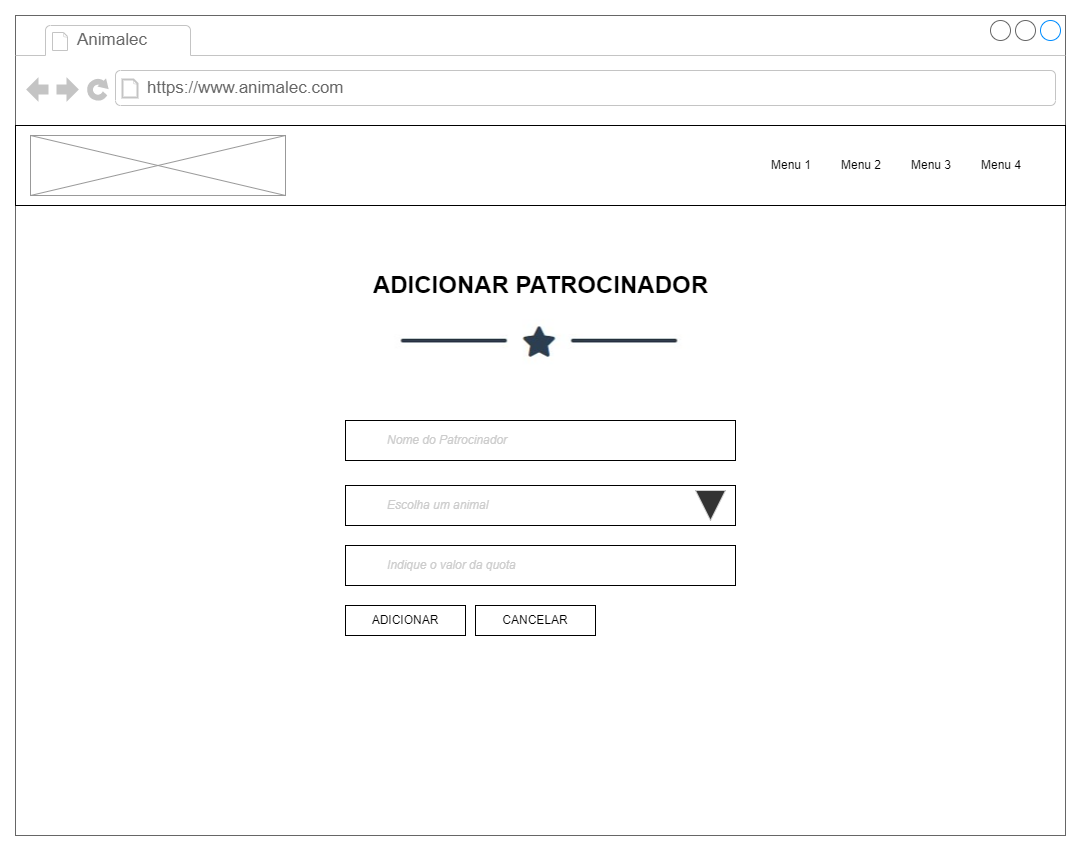 Animalec
https://www.animalec.com
Menu 1 Menu 2 Menu 3 Menu 4
ADICIONAR PATROCINADOR
Nome do Patrocinador
Escolha um animal
Indique o valor da quota
ADICIONAR CANCELAR